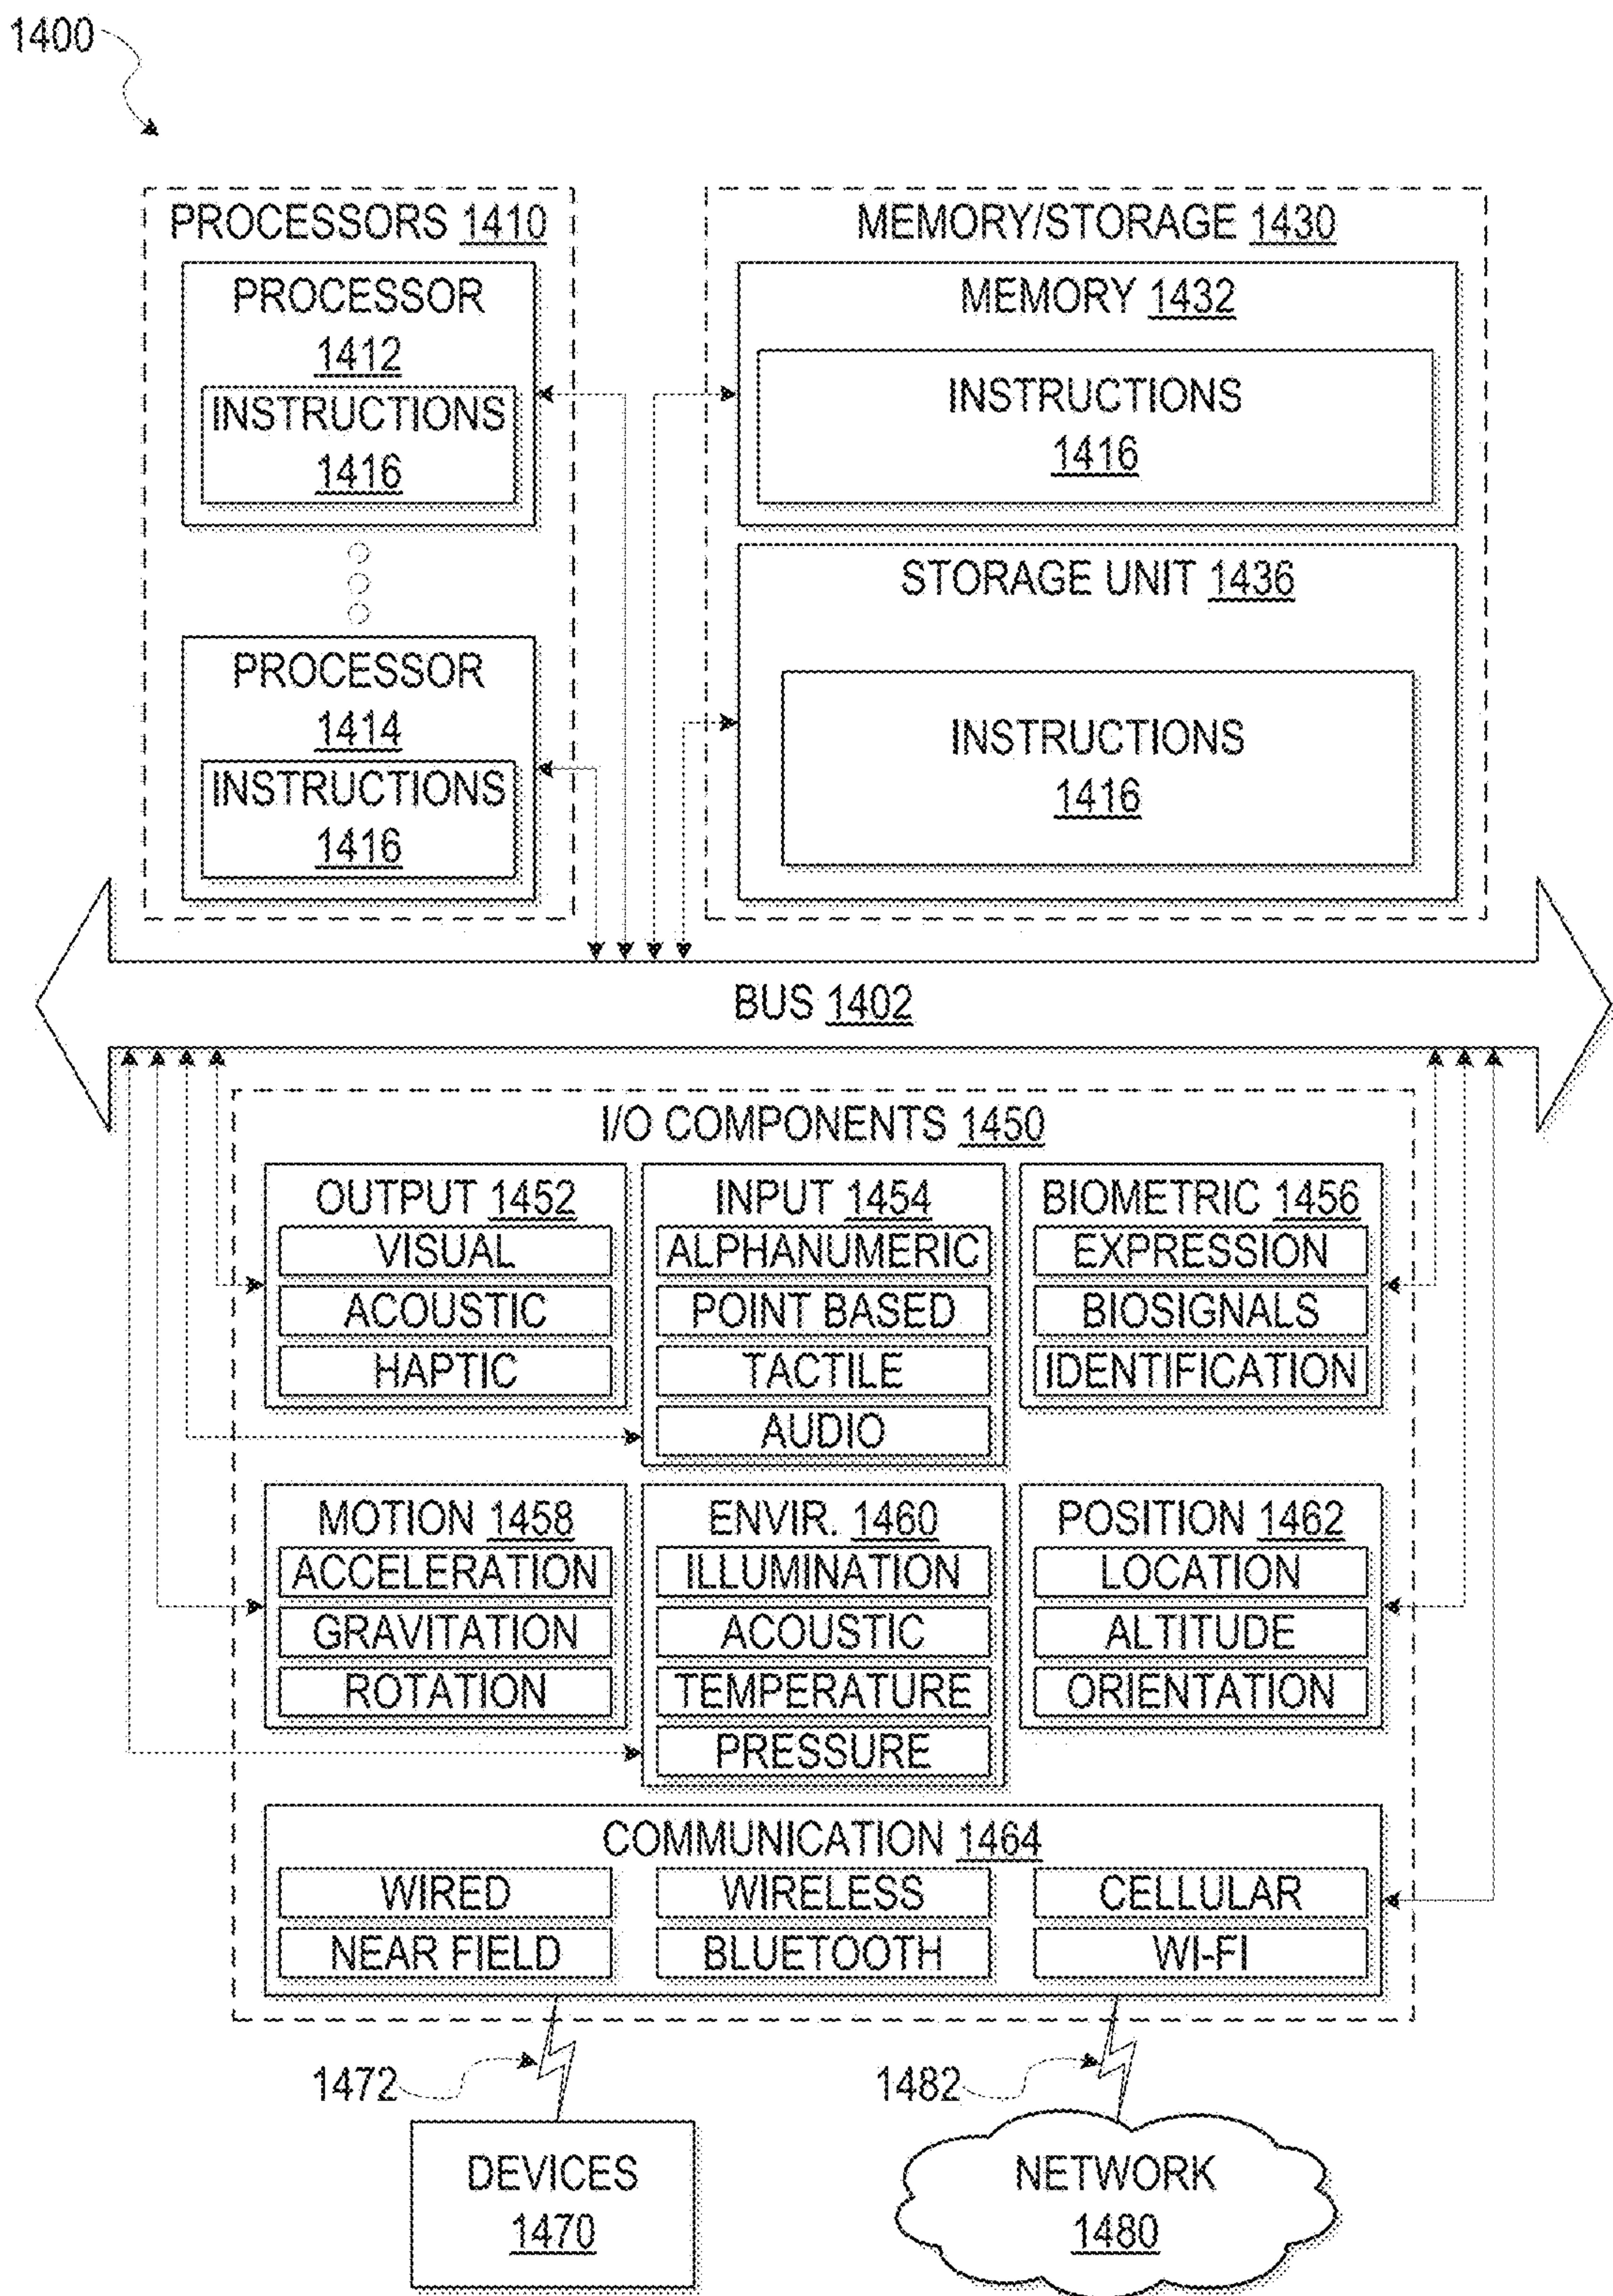 1400
PROCESSORS 1410
PROCESSOR
1412
INSTRUCTIONS
1416
PROCESSOR
1414
INSTRUCTIONS
1416
MEMORY/STORAGE 1430
MEMORY 1432
INSTRUCTIONS
1416
STORAGE UNIT 1436
INSTRUCTIONS
1416
BUS 1402
I/O COMPONENTS 1450
OUTPUT 1452
VISUAL
ACOUSTIC
HAPTIC
INPUT 1454
ALPHANUMERIC
POINT BASED
TACTILE
AUDIO
BIOMETRIC 1456
EXPRESSION
BIOSIGNALS
IDENTIFICATION
MOTION 1458
ACCELERATION
GRAVITATION
ROTATION
ENVIR. 1460
ILLUMINATION
ACOUSTIC
TEMPERATURE
PRESSURE
POSITION 1462
LOCATION
ALTITUDE
ORIENTATION
COMMUNICATION 1464
WIRED
WIRELESS
CELLULAR
NEAR FIELD
BLUETOOTH
WI-FI
1472
1482
DEVICES
1470
NETWORK
1480